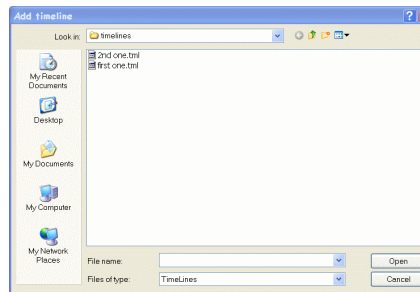 Add timeline
Look in: timelines
2nd one.tml
first one.tml
My Recent
Documents
Desktop
My Documents
My Computer
My Network
Places
File name:
Open
Files of type: TimeLines
Cancel